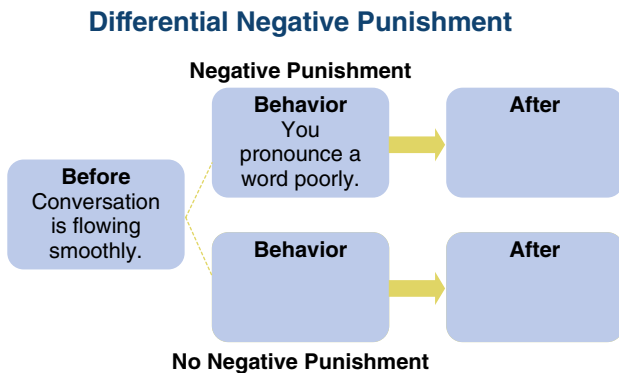 Differential Negative Punishment
Negative Punishment
Behavior
You
pronounce a
word poorly.
After
Before
Conversation
is flowing
smoothly.
Behavior
After
No Negative Punishment